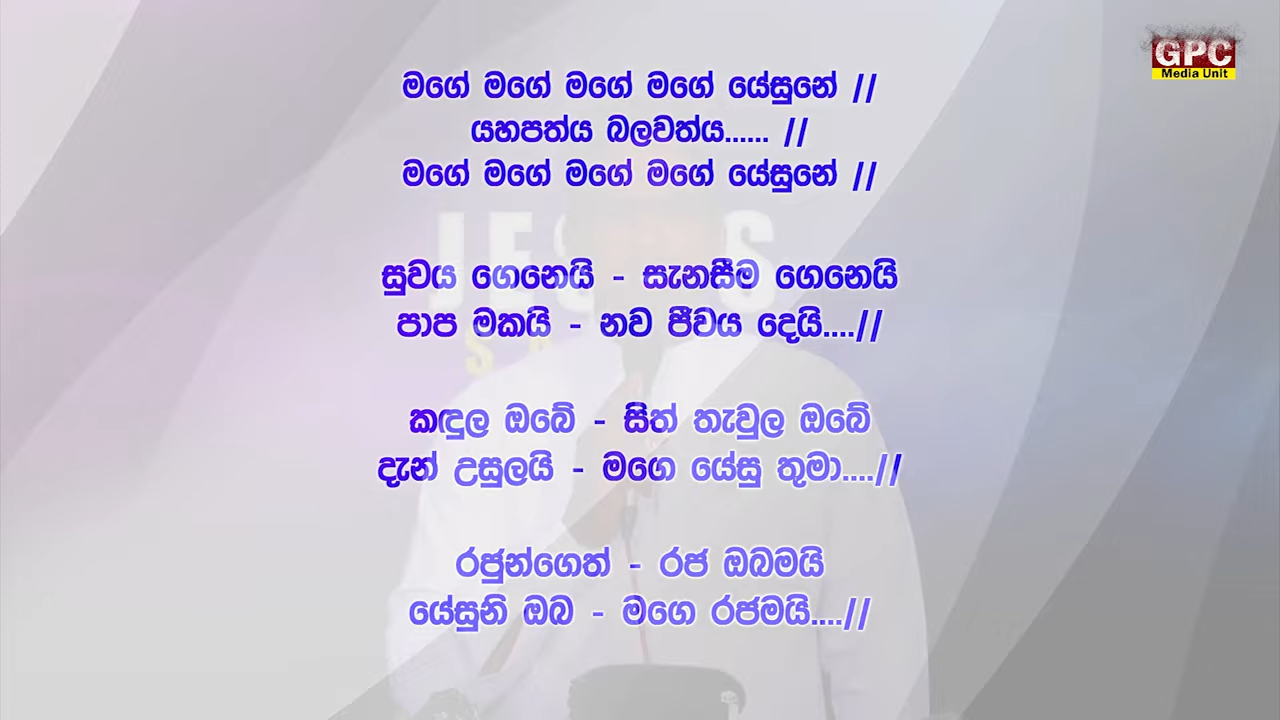 GPC
Media Unit
මගේ මගේ මගේ මගේ යේසුනේ //
යහපත්ය බලවත්ය...... //
මගේ මගේ මගේ මගේ යේසුනේ //
සුවය ගෙනෙයි - සැනසීම ගෙනෙයි
පාප මකයි - නව ජීවය දෙයි....//
කඳුල ඔබේ - සිත් තැවුල ඔබේ
දැන් උසුලයි - මගෙ යේසු තුමා....//
රජුන්ගෙත් - රජ ඔබමයි
යේසුනි ඔබ - මගෙ රජමයි....//